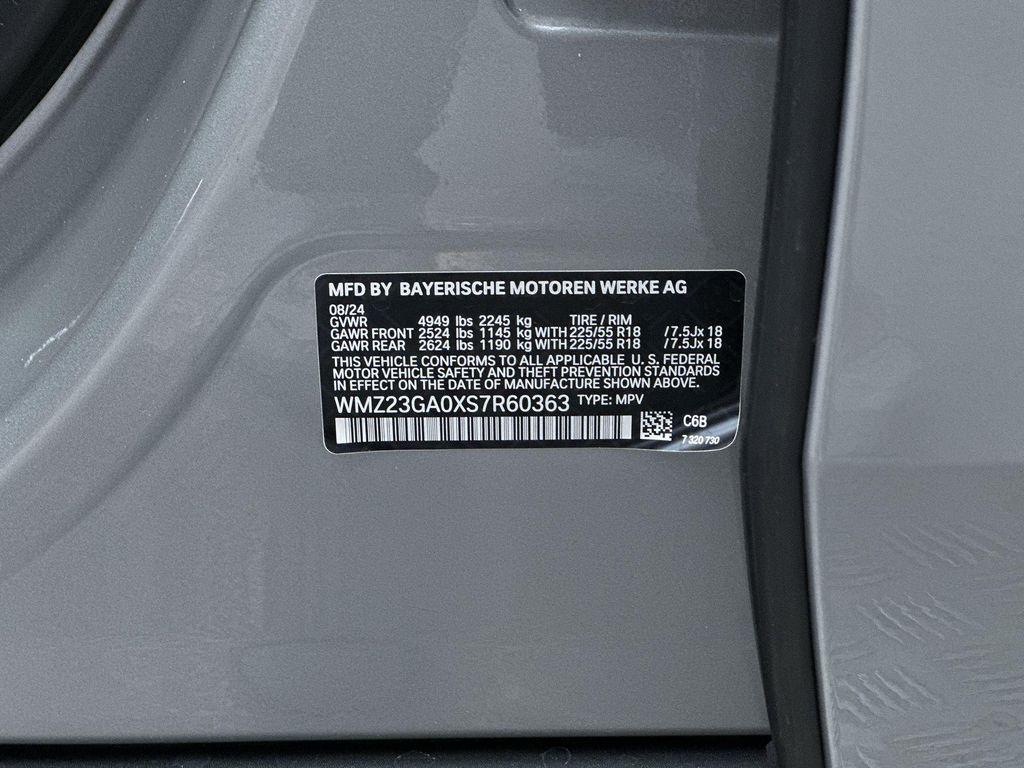 MFD BY BAYERISCHE MOTOREN WERKE AG
08/24
GVWR 4949 lbs 2245 kg TIRE / RIM
GAWR FRONT 2524 lbs 1145 kg WITH 225/55 R18 /7.5Jx 18
GAWR REAR 2624 lbs 1190 kg WITH 225/55 R18 /7.5Jx 18
THIS VEHICLE CONFORMS TO ALL APPLICABLE U. S. FEDERAL
MOTOR VEHICLE SAFETY AND THEFT PREVENTION STANDARDS
IN EFFECT ON THE DATE OF MANUFACTURE SHOWN ABOVE.
WMZ23GA0XS7R60363 TYPE: MPV
C6B
7 320 730